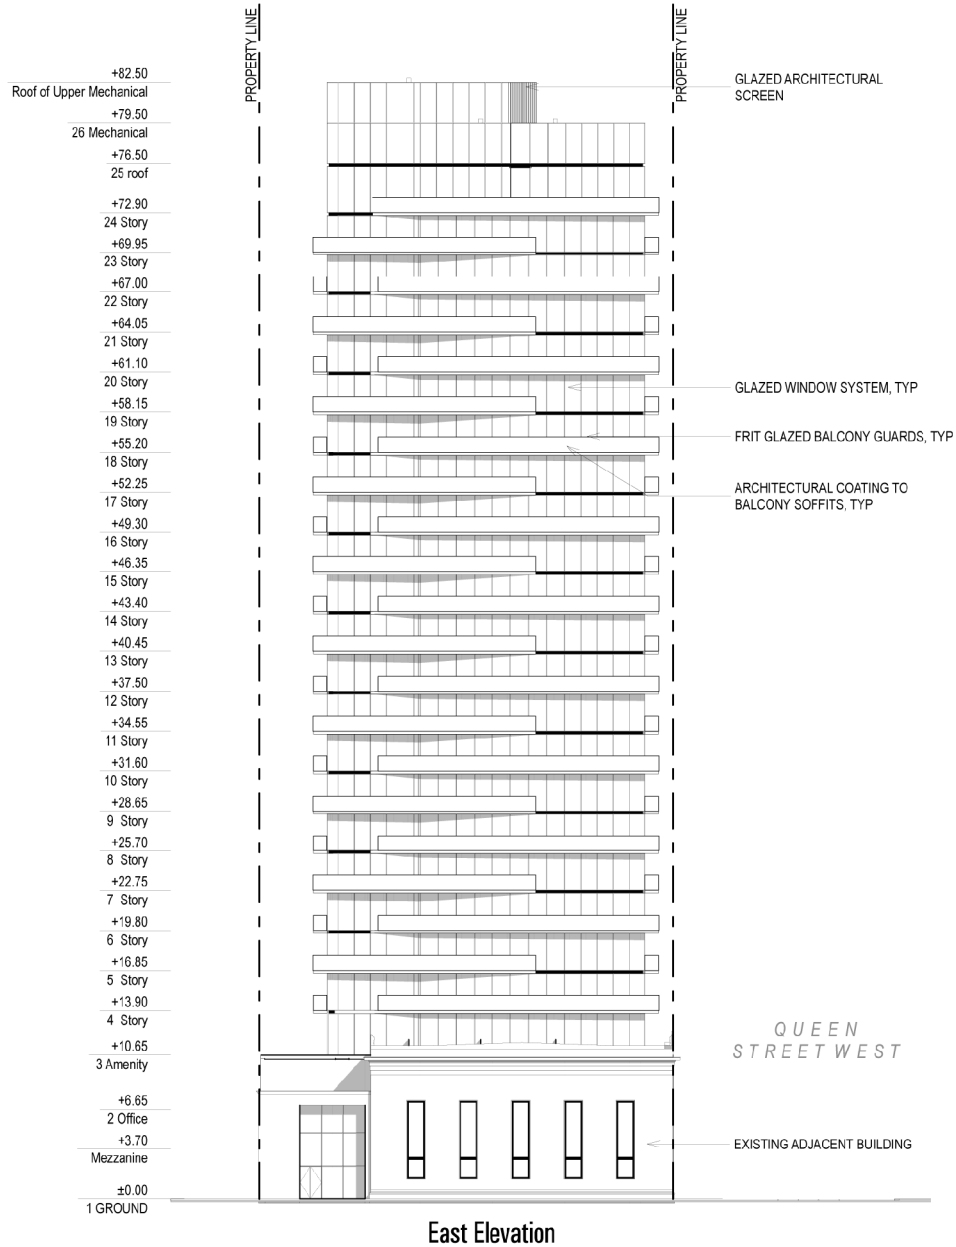 PROPERTY LINE
PROPERTY LINE
+82.50
Roof of Upper Mechanical
+79.50
26 Mechanical
+76.50
25 roof
+72.90
24 Story
+69.95
23 Story
+67.00
22 Story
+64.05
21 Story
+61.10
20 Story
+58.15
19 Story
+55.20
18 Story
+52.25
17 Story
+49.30
16 Story
+46.35
15 Story
+43.40
14 Story
+40.45
13 Story
+37.50
12 Story
+34.55
11 Story
+31.60
10 Story
+28.65
9 Story
+25.70
8 Story
+22.75
7 Story
+19.80
6 Story
+16.85
5 Story
+13.90
4 Story
+10.65
3 Amenity
+6.65
2 Office
+3.70
Mezzanine
±0.00
1 GROUND
GLAZED ARCHITECTURAL
SCREEN
GLAZED WINDOW SYSTEM, TYP
FRIT GLAZED BALCONY GUARDS, TYP
ARCHITECTURAL COATING TO
BALCONY SOFFITS, TYP
QUEEN
STREET WEST
EXISTING ADJACENT BUILDING
East Elevation